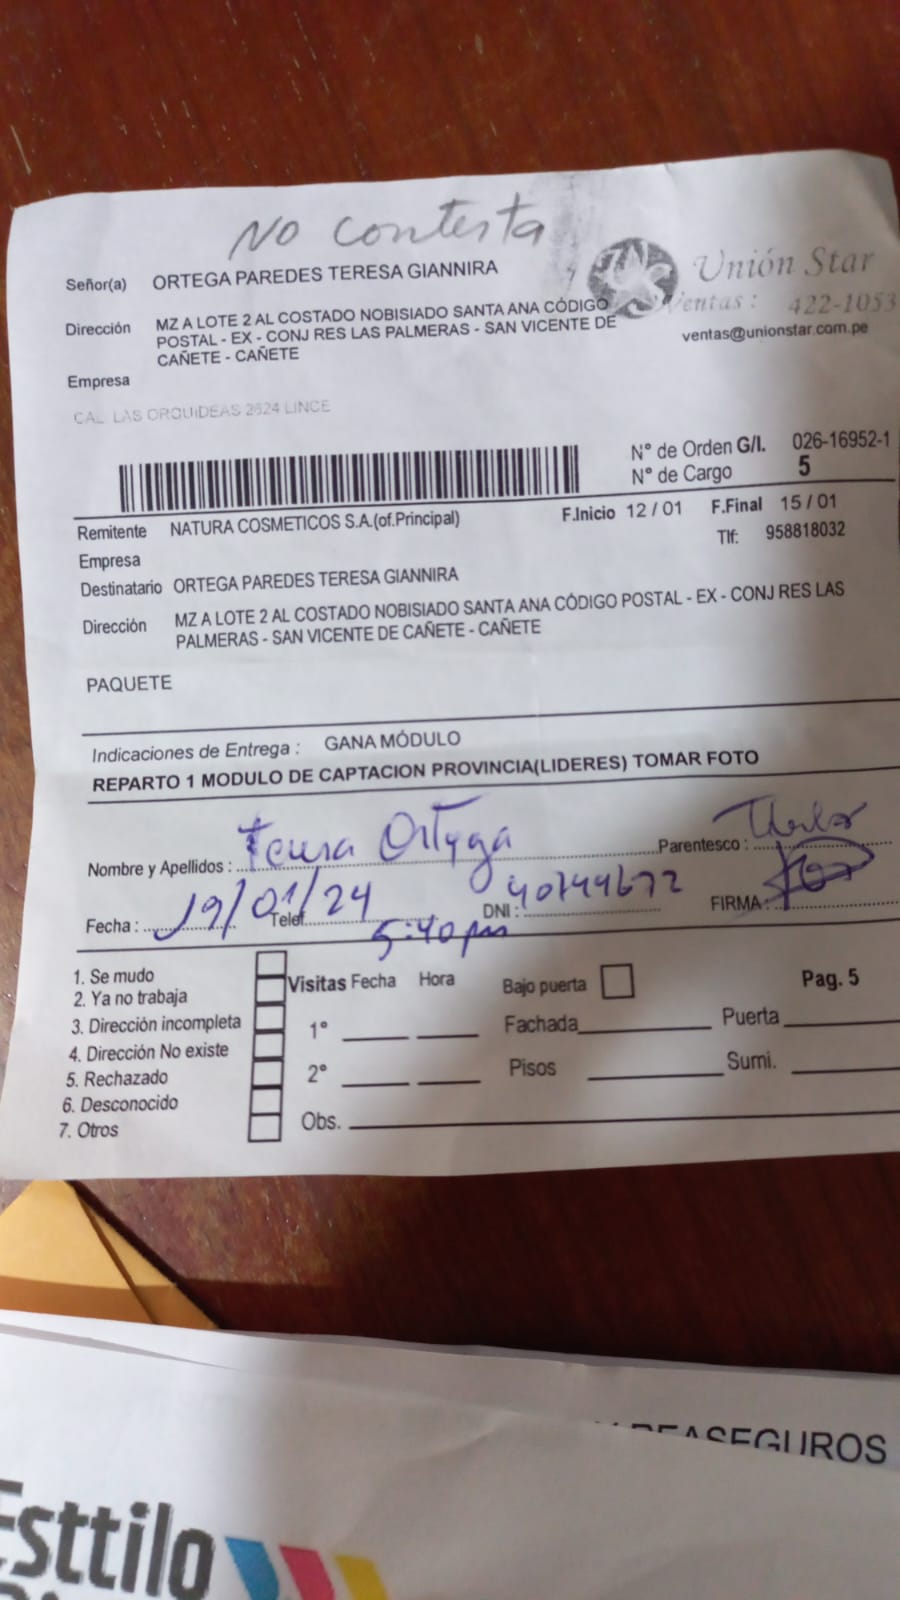 No contesta
Unión Star
Ventas : 422-1053
ventas@unionstar.com.pe
Señor(a) ORTEGA PAREDES TERESA GIANNIRA
Dirección MZ A LOTE 2 AL COSTADO NOBISIADO SANTA ANA CÓDIGO
POSTAL - EX - CONJ RES LAS PALMERAS - SAN VICENTE DE
CAÑETE - CAÑETE
Empresa
CAL. LAS ORQUIDEAS 2624 LINCE
N° de Orden G/I. 026-16952-1
N° de Cargo 5
Remitente NATURA COSMETICOS S.A.(of.Principal) F.Inicio 12 / 01 F.Final 15 / 01
Empresa Tlf: 958818032
Destinatario ORTEGA PAREDES TERESA GIANNIRA
Dirección MZ A LOTE 2 AL COSTADO NOBISIADO SANTA ANA CÓDIGO POSTAL - EX - CONJ RES LAS
PALMERAS - SAN VICENTE DE CAÑETE - CAÑETE
PAQUETE
Indicaciones de Entrega : GANA MÓDULO
REPARTO 1 MODULO DE CAPTACION PROVINCIA(LIDERES) TOMAR FOTO
Nombre y Apellidos : Teresa Ortega Parentesco :
Fecha : 19/01/24 Telef. 5:40 pm DNI : 40744672 FIRMA :
1. Se mudo
2. Ya no trabaja
3. Dirección incompleta
4. Dirección No existe
5. Rechazado
6. Desconocido
7. Otros
Visitas Fecha Hora Bajo puerta Pag. 5
1° Fachada Puerta
2° Pisos Sumi.
Obs.
REASEGUROS
Esttilo